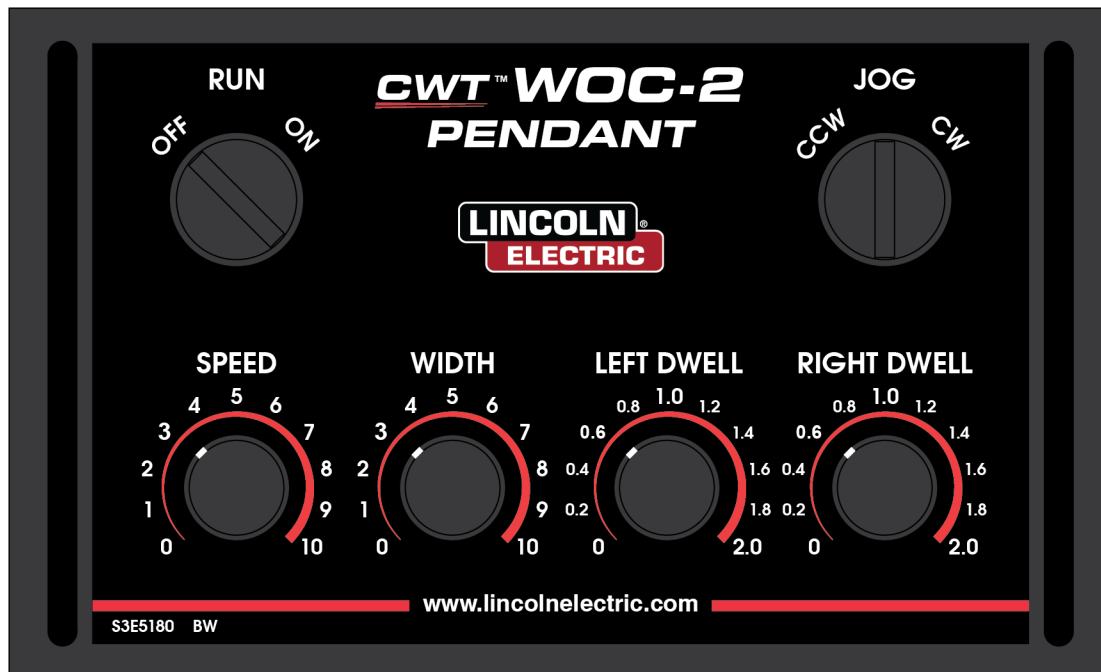 RUN
OFF
ON
CWT™ WOC-2
PENDANT
JOG
CCW
CW
LINCOLN®
ELECTRIC
SPEED
0 1 2 3 4 5 6 7 8 9 10
WIDTH
0 1 2 3 4 5 6 7 8 9 10
LEFT DWELL
0 0.2 0.4 0.6 0.8 1.0 1.2 1.4 1.6 1.8 2.0
RIGHT DWELL
0 0.2 0.4 0.6 0.8 1.0 1.2 1.4 1.6 1.8 2.0
www.lincolnelectric.com
S3E5180 BW